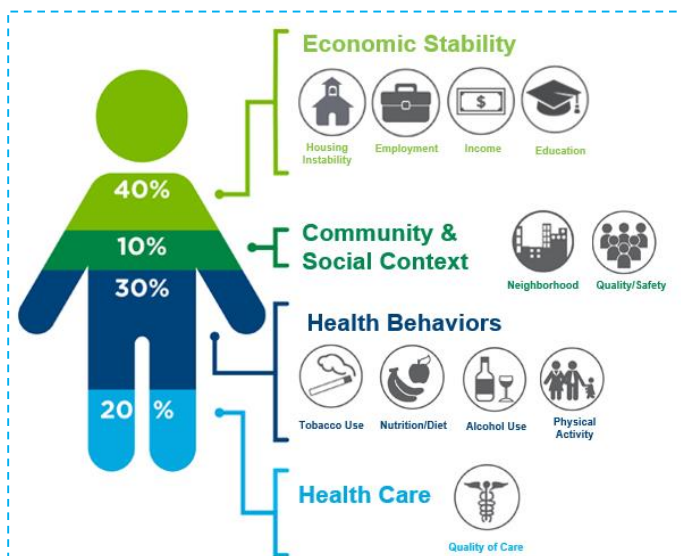 Economic Stability
$
Housing
Instability
Employment
Income
Education
40%
10%
Community &
Social Context
Neighborhood
Quality/Safety
30%
Health Behaviors
Tobacco Use
Nutrition/Diet
Alcohol Use
Physical
Activity
20 %
Health Care
Quality of Care